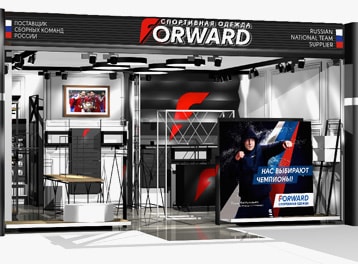 ПОСТАВЩИК
СБОРНЫХ КОМАНД
РОССИИ
СПОРТИВНАЯ ОДЕЖДА
FORWARD
RUSSIAN
NATIONAL TEAM
SUPPLIER
НАС ВЫБИРАЮТ
ЧЕМПИОНЫ!
FORWARD
СПОРТИВНАЯ ОДЕЖДА